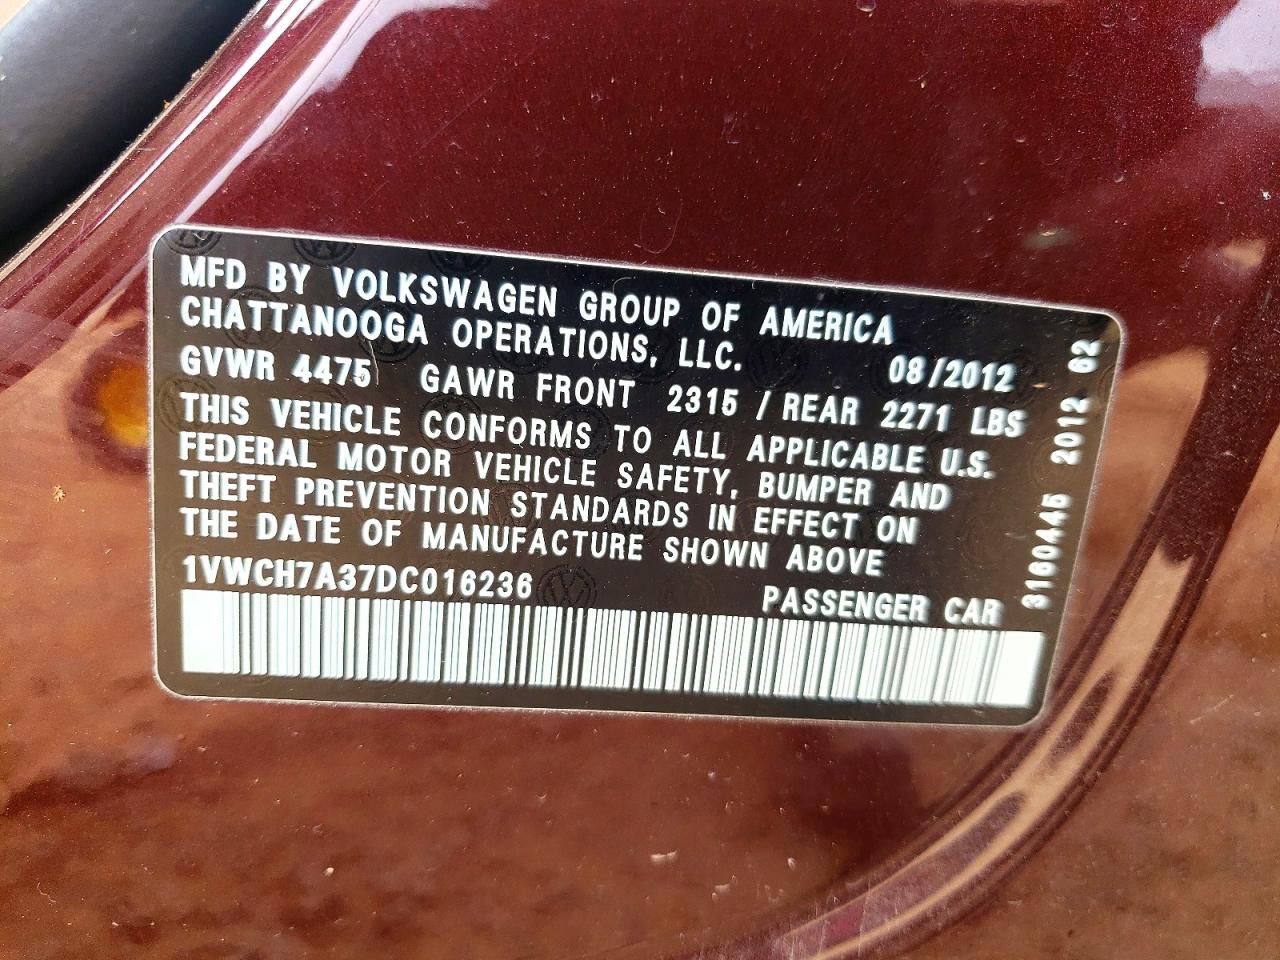 MFD BY VOLKSWAGEN GROUP OF AMERICA
CHATTANOOGA OPERATIONS, LLC. 08/2012
GVWR 4475 GAWR FRONT 2315 / REAR 2271 LBS
THIS VEHICLE CONFORMS TO ALL APPLICABLE U.S.
FEDERAL MOTOR VEHICLE SAFETY, BUMPER AND
THEFT PREVENTION STANDARDS IN EFFECT ON
THE DATE OF MANUFACTURE SHOWN ABOVE
1VWCH7A37DC016236 PASSENGER CAR
3160445 2012 62